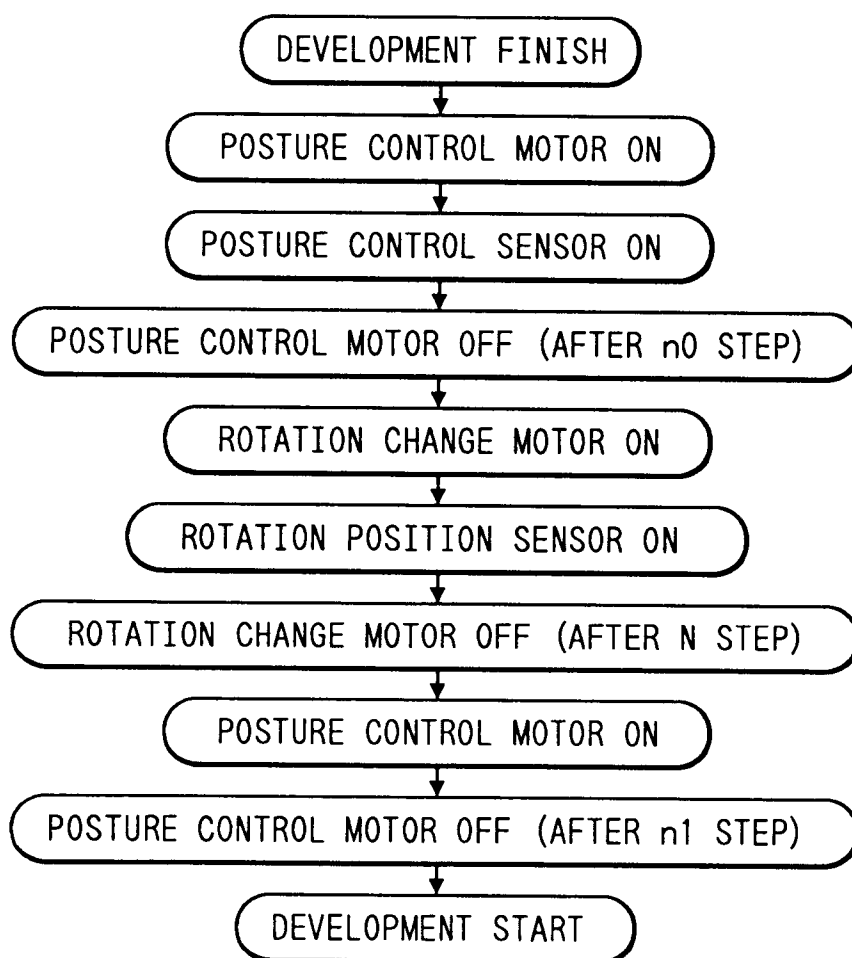 DEVELOPMENT FINISH
POSTURE CONTROL MOTOR ON
POSTURE CONTROL SENSOR ON
POSTURE CONTROL MOTOR OFF (AFTER n0 STEP)
ROTATION CHANGE MOTOR ON
ROTATION POSITION SENSOR ON
ROTATION CHANGE MOTOR OFF (AFTER N STEP)
POSTURE CONTROL MOTOR ON
POSTURE CONTROL MOTOR OFF (AFTER n1 STEP)
DEVELOPMENT START